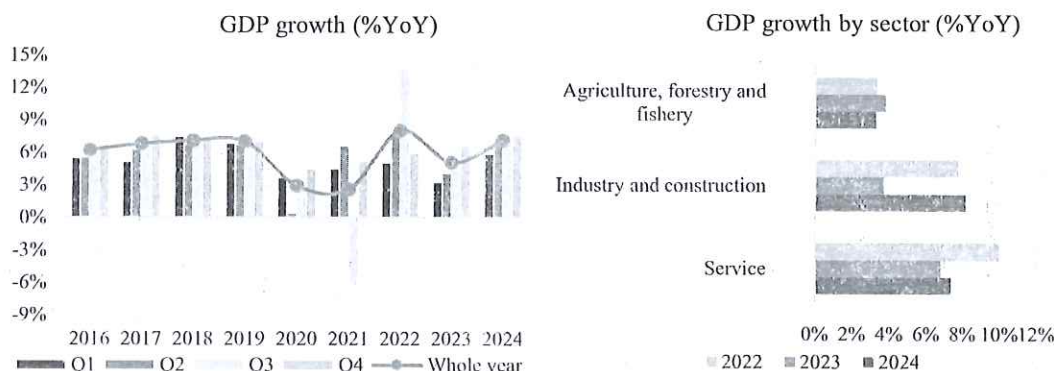 GDP growth (%YoY)
15%
12%
9%
6%
3%
0%
-3%
-6%
-9%
2016 2017 2018 2019 2020 2021 2022 2023 2024
Q1 Q2 Q3 Q4 Whole year
GDP growth by sector (%YoY)
Agriculture, forestry and
fishery
Industry and construction
Service
0% 2% 4% 6% 8% 10% 12%
2022 2023 2024